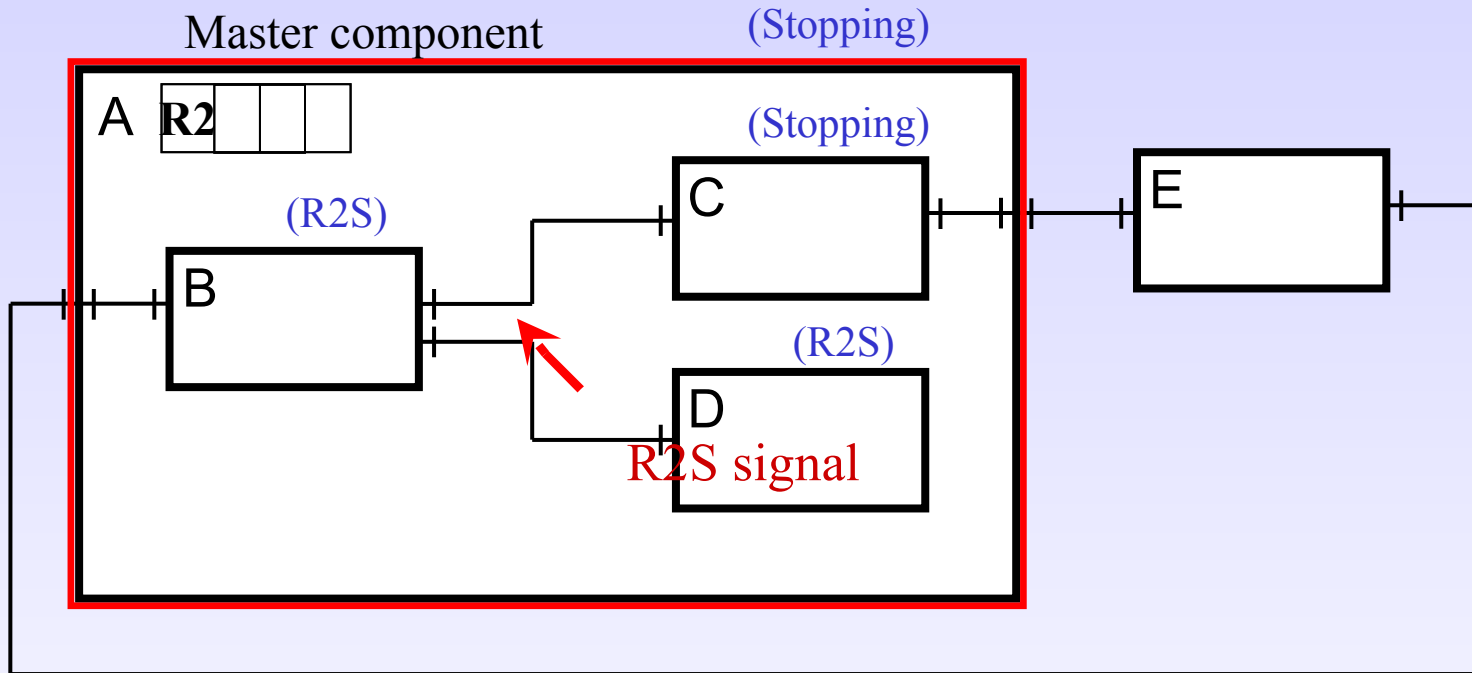 Master component
(Stopping)
A R2
(Stopping)
C
E
(R2S)
B
(R2S)
D
R2S signal